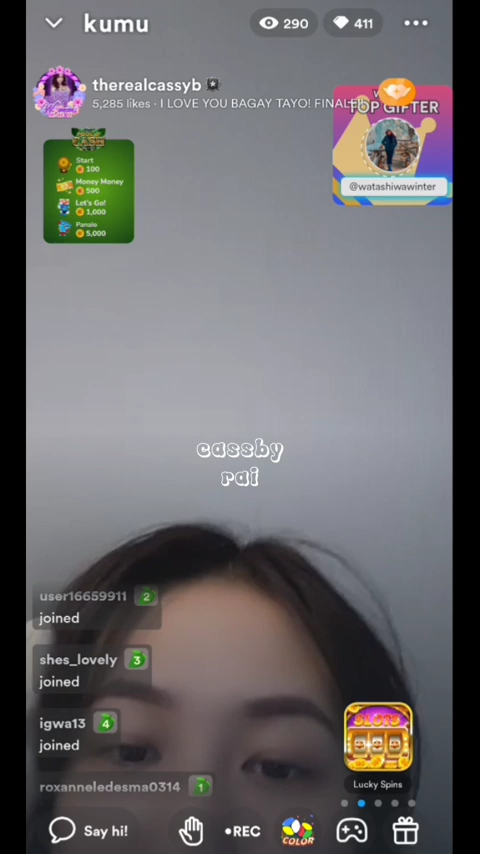 kumu
290
411
therealcassyb
5,285 likes · I LOVE YOU BAGAY TAYO! FINAL
TOP GIFTER
@watashiwawinter
Start
100
Money Money
500
Let's Go!
1,000
Panalo
5,000
cassby
rai
user16659911 2
joined
shes_lovely 3
joined
igwa13 4
joined
roxanneledesma0314 1
SLOTS
Lucky Spins
Say hi!
•REC
COLOR